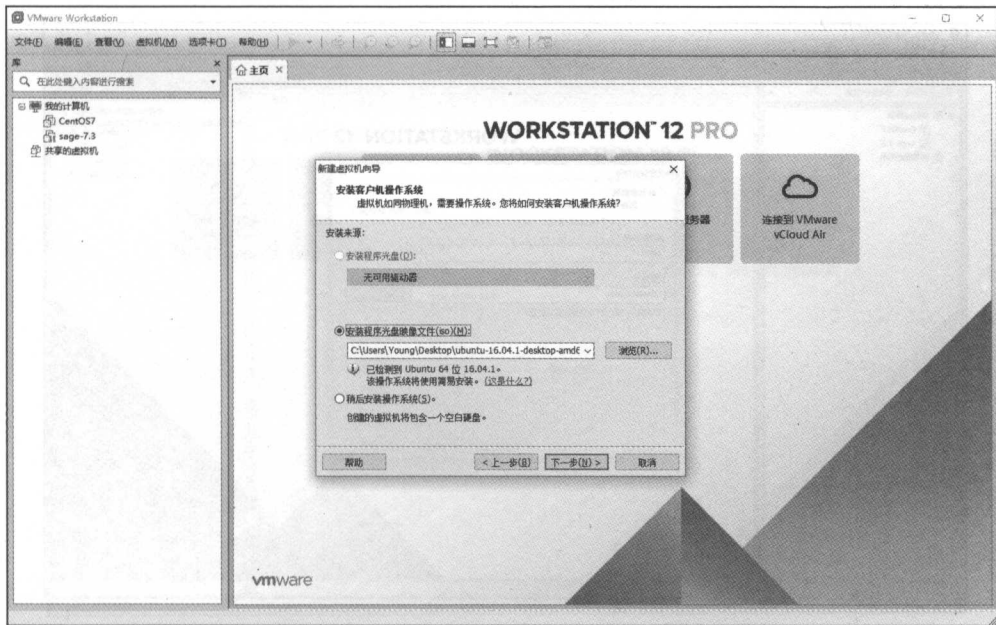 VMware Workstation
文件(F) 编辑(E) 查看(V) 虚拟机(M) 选项卡(T) 帮助(H)
库
主页
在此处键入内容进行搜索
我的计算机
CentOS7
sage-7.3
共享的虚拟机
WORKSTATION™ 12 PRO
新建虚拟机向导
安装客户机操作系统
虚拟机如同物理机，需要操作系统。您将如何安装客户机操作系统?
安装来源:
安装程序光盘(D):
无可用驱动器
安装程序光盘映像文件(iso)(M):
C:\Users\Young\Desktop\ubuntu-16.04.1-desktop-amd6
浏览(R)...
已检测到 Ubuntu 64 位 16.04.1。
该操作系统将使用简易安装。(这是什么?)
稍后安装操作系统(S)。
创建的虚拟机将包含一个空白硬盘。
帮助
< 上一步(B)
下一步(N) >
取消
务器
连接到 VMware
vCloud Air
vmware